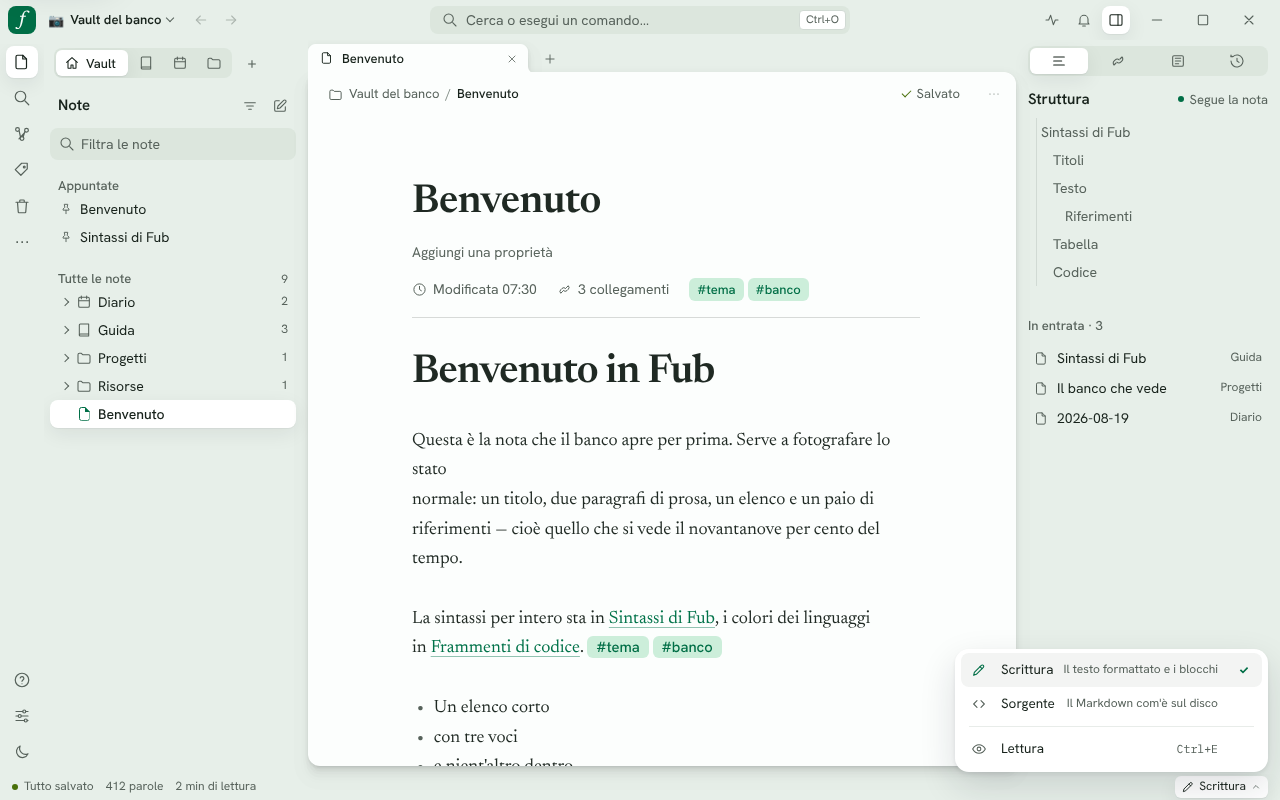 Vault del banco
Cerca o esegui un comando...
Ctrl+O
Vault
Benvenuto
Note
Filtra le note
Appuntate
Benvenuto
Sintassi di Fub
Tutte le note 9
Diario 2
Guida 3
Progetti 1
Risorse 1
Benvenuto
Vault del banco / Benvenuto
Salvato
Benvenuto
Aggiungi una proprietà
Modificata 07:30 3 collegamenti #tema #banco
Benvenuto in Fub
Questa è la nota che il banco apre per prima. Serve a fotografare lo
stato
normale: un titolo, due paragrafi di prosa, un elenco e un paio di
riferimenti — cioè quello che si vede il novantanove per cento del
tempo.
La sintassi per intero sta in Sintassi di Fub, i colori dei linguaggi
in Frammenti di codice. #tema #banco
• Un elenco corto
• con tre voci
• e nient'altro dentro
Struttura
Segue la nota
Sintassi di Fub
Titoli
Testo
Riferimenti
Tabella
Codice
In entrata · 3
Sintassi di Fub Guida
Il banco che vede Progetti
2026-08-19 Diario
Scrittura Il testo formattato e i blocchi
Sorgente Il Markdown com'è sul disco
Lettura Ctrl+E
Tutto salvato 412 parole 2 min di lettura
Scrittura